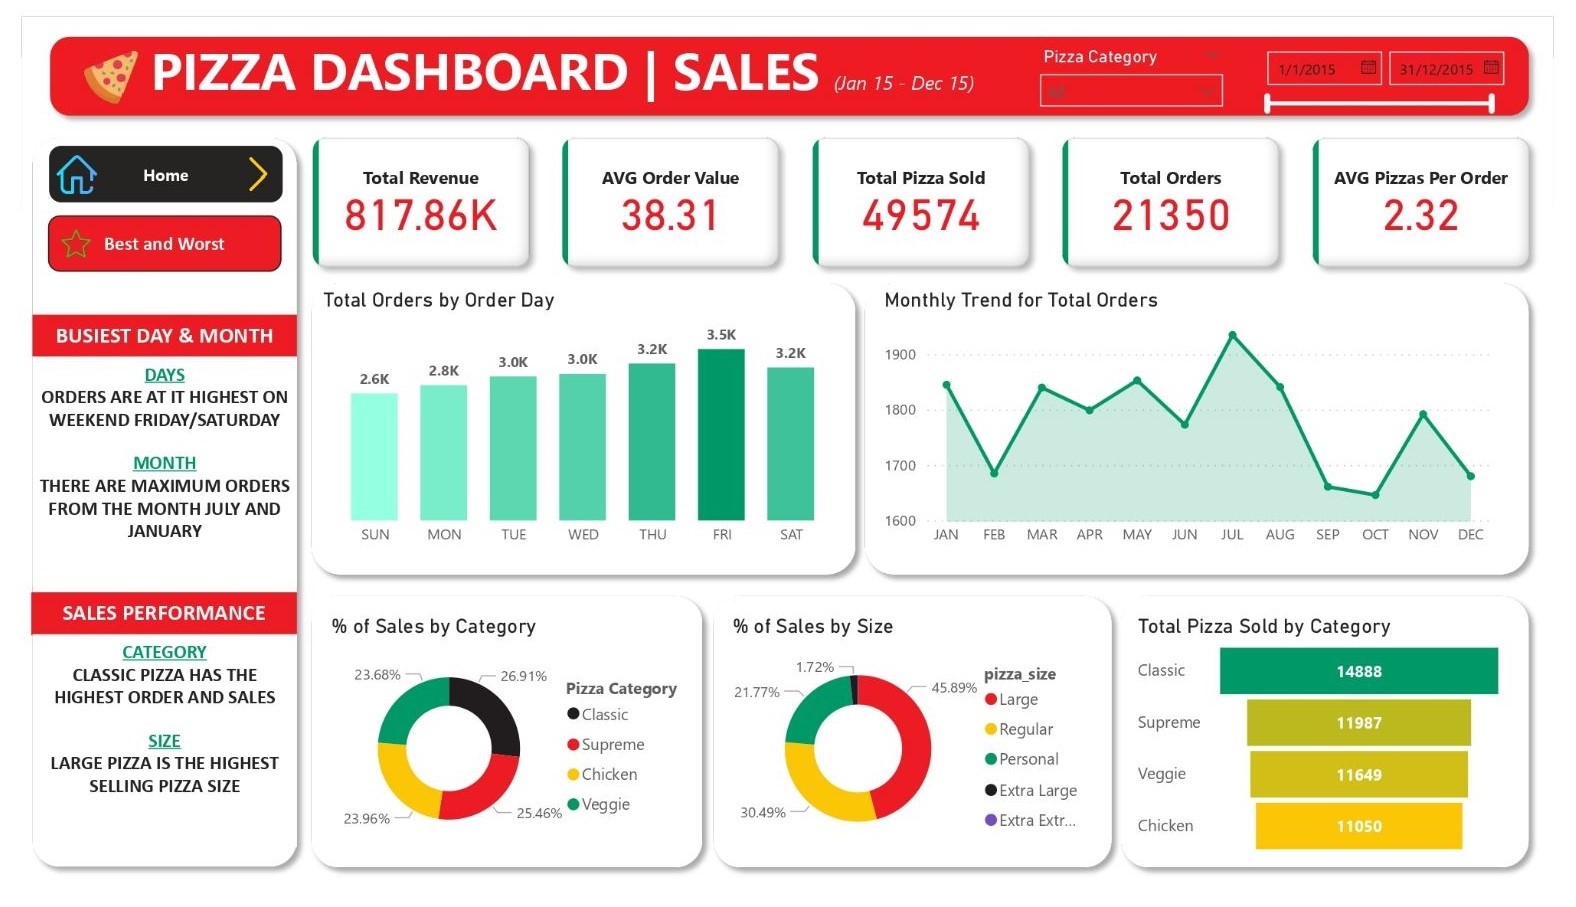 PIZZA DASHBOARD | SALES (Jan 15 - Dec 15)
Pizza Category
All
1/1/2015
31/12/2015
Home
Best and Worst
BUSIEST DAY & MONTH
DAYS
ORDERS ARE AT IT HIGHEST ON
WEEKEND FRIDAY/SATURDAY
MONTH
THERE ARE MAXIMUM ORDERS
FROM THE MONTH JULY AND
JANUARY
SALES PERFORMANCE
CATEGORY
CLASSIC PIZZA HAS THE
HIGHEST ORDER AND SALES
SIZE
LARGE PIZZA IS THE HIGHEST
SELLING PIZZA SIZE
Total Revenue
817.86K
AVG Order Value
38.31
Total Pizza Sold
49574
Total Orders
21350
AVG Pizzas Per Order
2.32
Total Orders by Order Day
2.6K
2.8K
3.0K
3.0K
3.2K
3.5K
3.2K
SUN MON TUE WED THU FRI SAT
Monthly Trend for Total Orders
1900
1800
1700
1600
JAN FEB MAR APR MAY JUN JUL AUG SEP OCT NOV DEC
% of Sales by Category
23.68%
26.91%
23.96%
25.46%
Pizza Category
Classic
Supreme
Chicken
Veggie
% of Sales by Size
1.72%
21.77%
45.89%
30.49%
pizza_size
Large
Regular
Personal
Extra Large
Extra Extr...
Total Pizza Sold by Category
Classic 14888
Supreme 11987
Veggie 11649
Chicken 11050